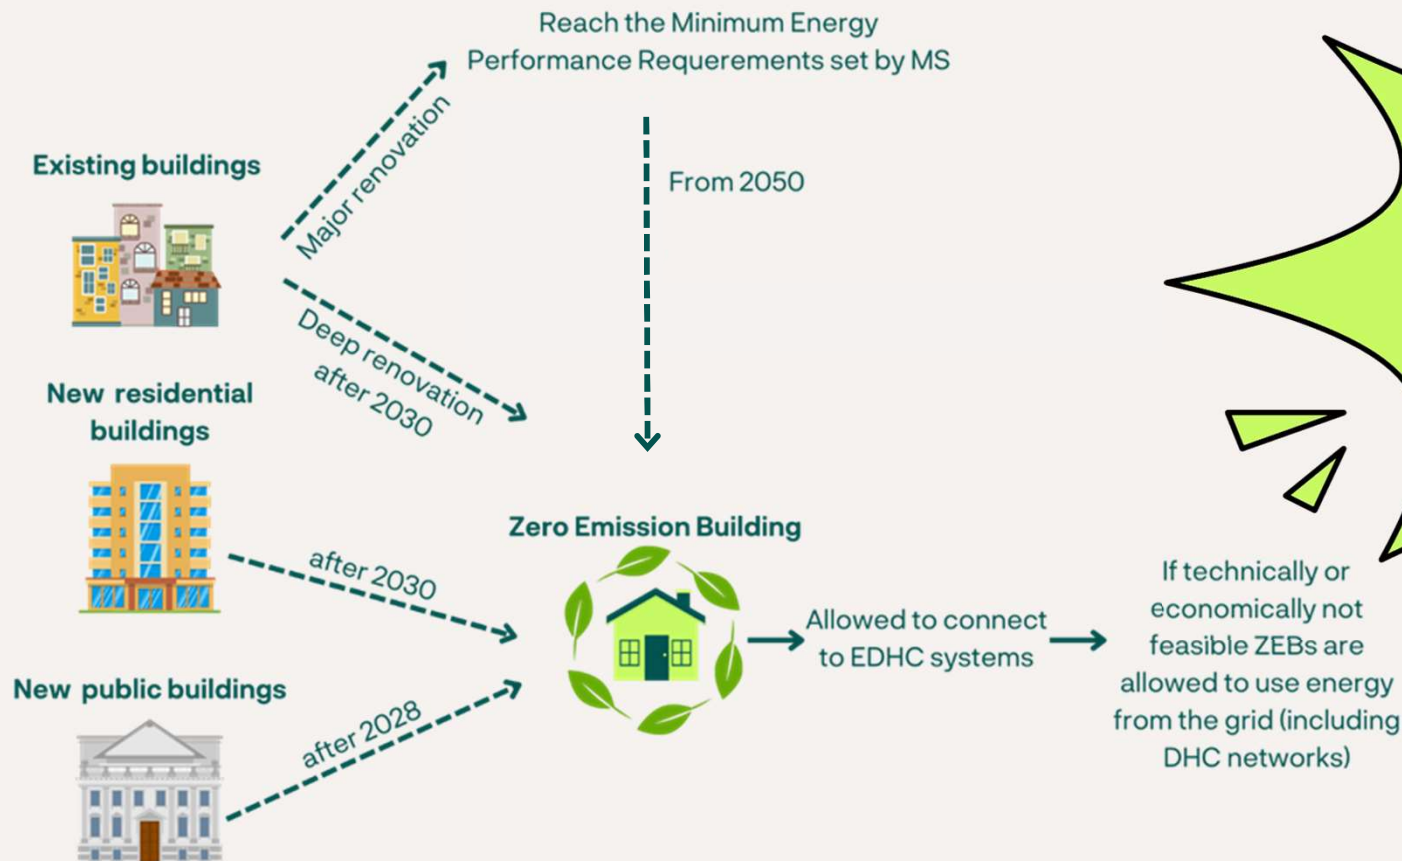 Reach the Minimum Energy
Performance Requerements set by MS
Major renovation
From 2050
Existing buildings
Deep renovation
after 2030
New residential
buildings
after 2030
Zero Emission Building
Allowed to connect
to EDHC systems
If technically or
economically not
feasible ZEBs are
allowed to use energy
from the grid (including
DHC networks)
New public buildings
after 2028